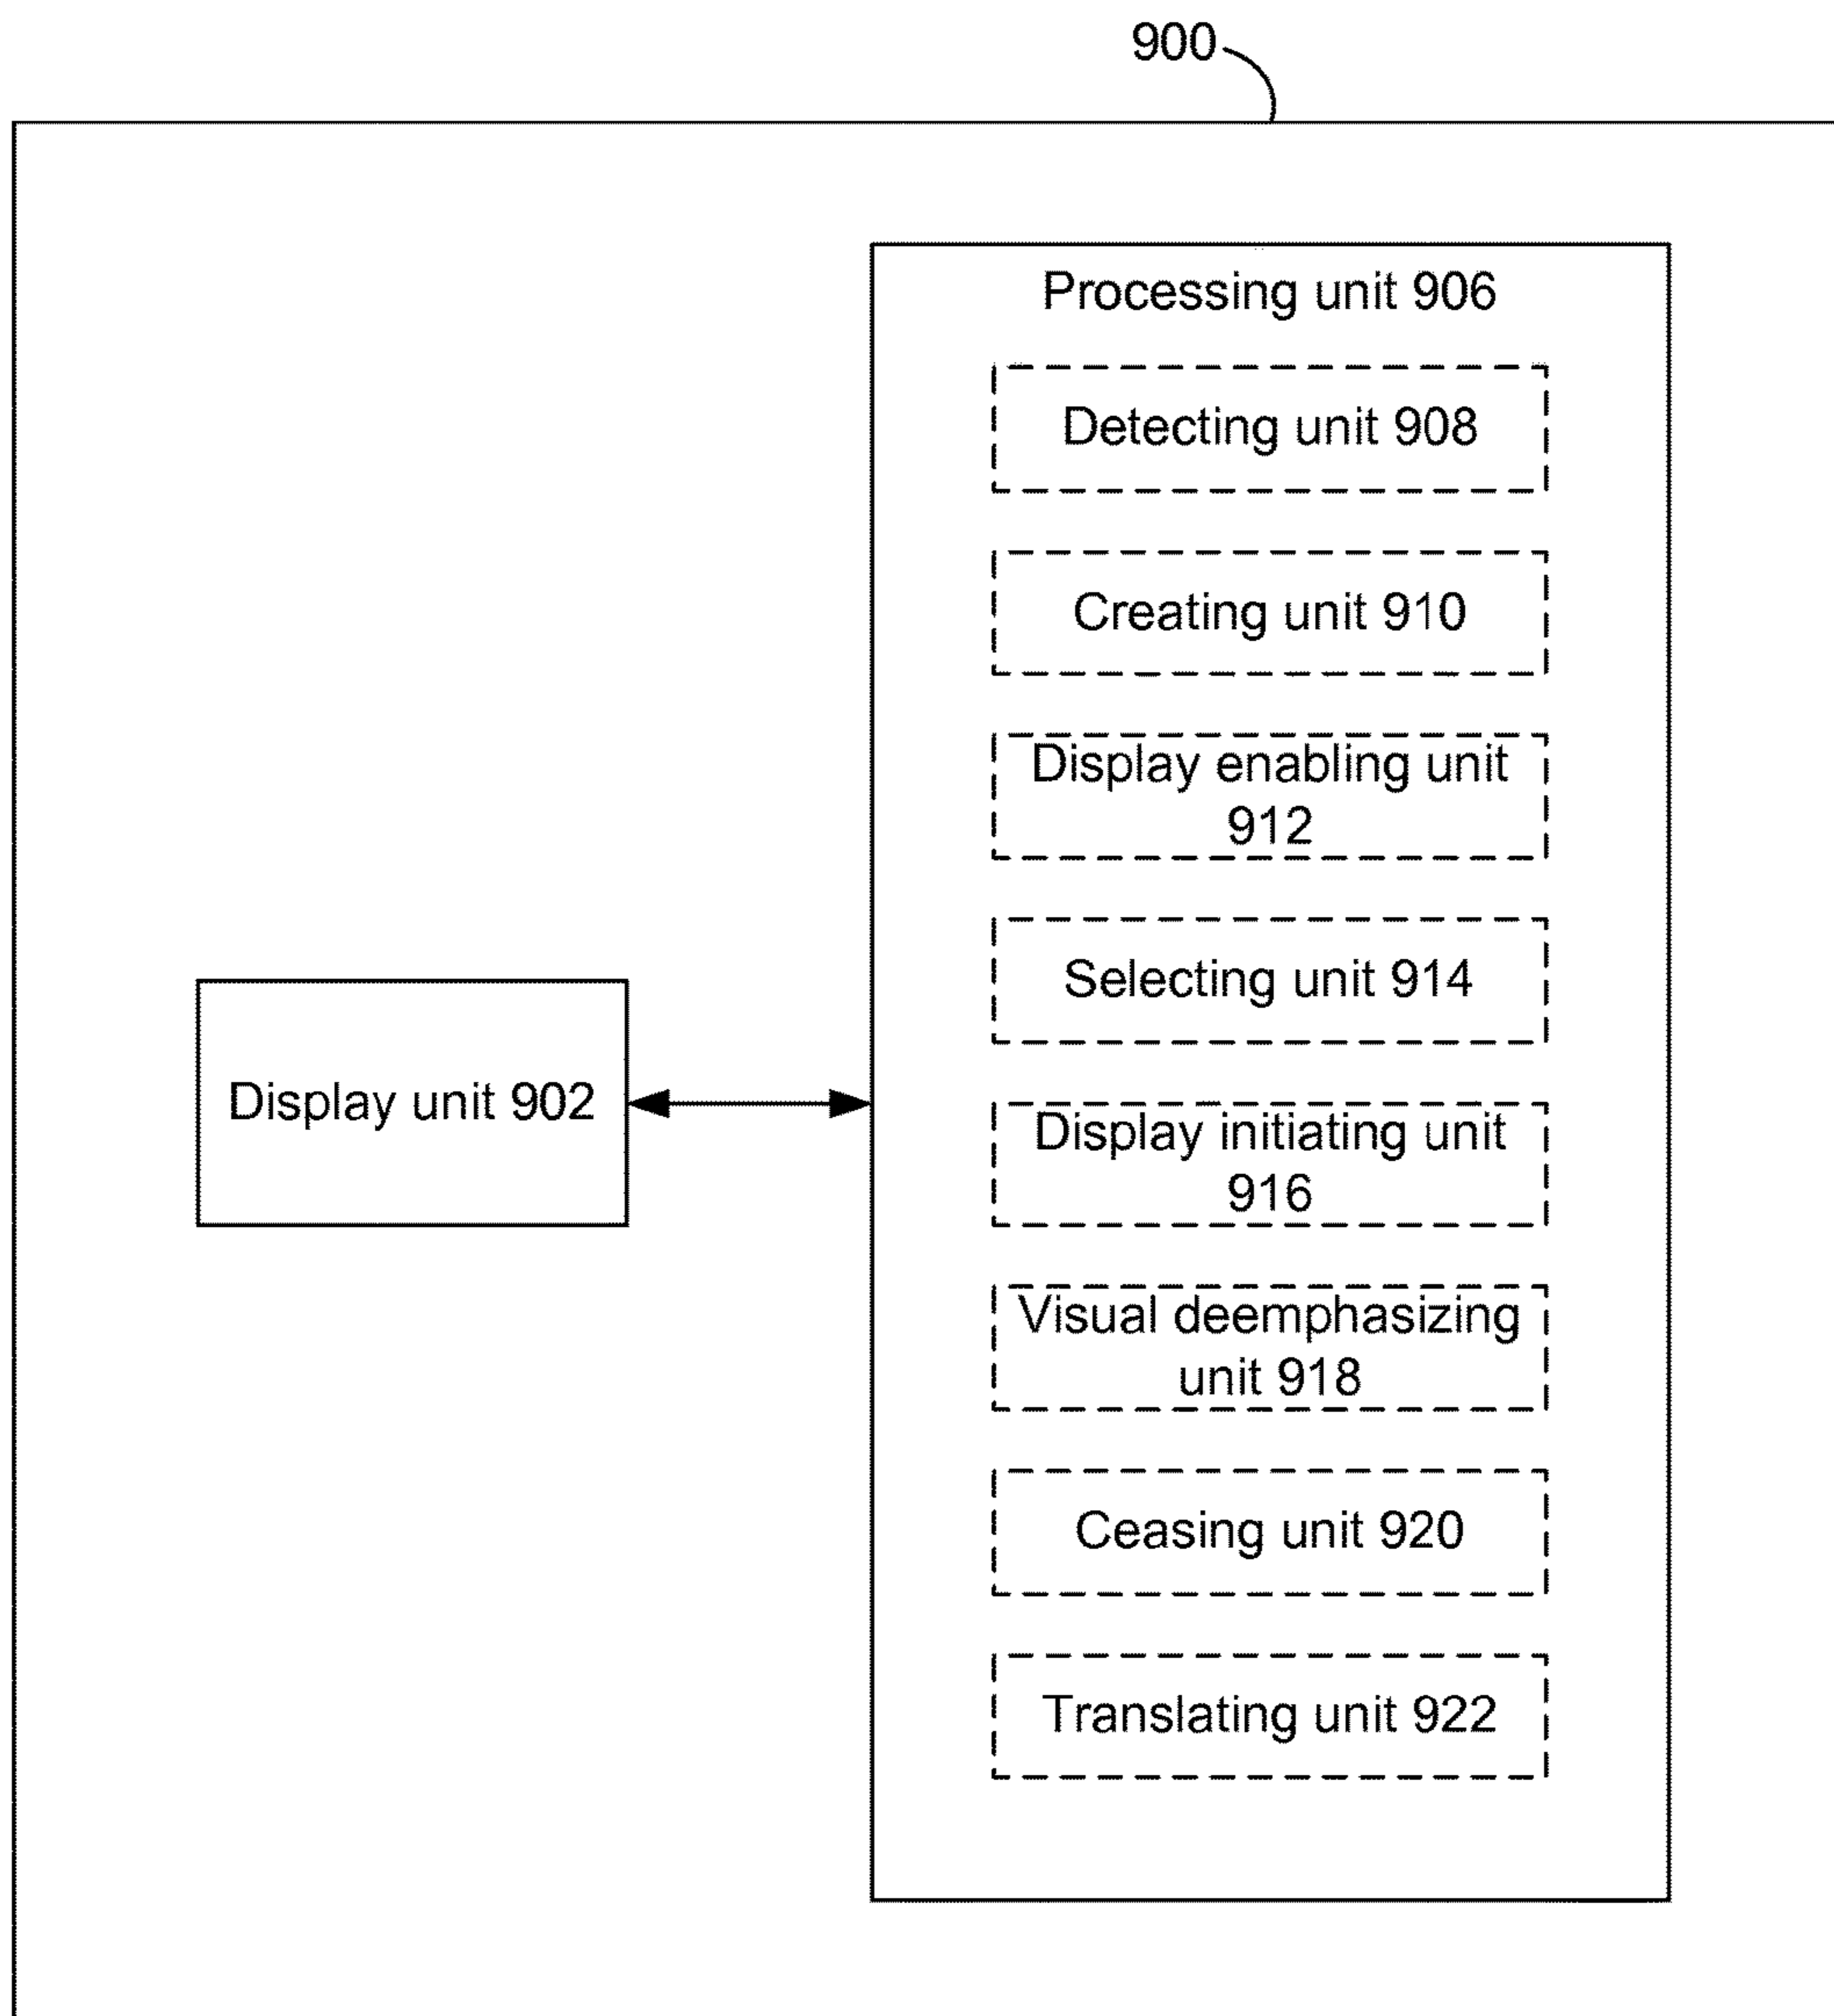 900
Processing unit 906
Detecting unit 908
Creating unit 910
Display enabling unit
912
Selecting unit 914
Display unit 902
Display initiating unit
916
Visual deemphasizing
unit 918
Ceasing unit 920
Translating unit 922